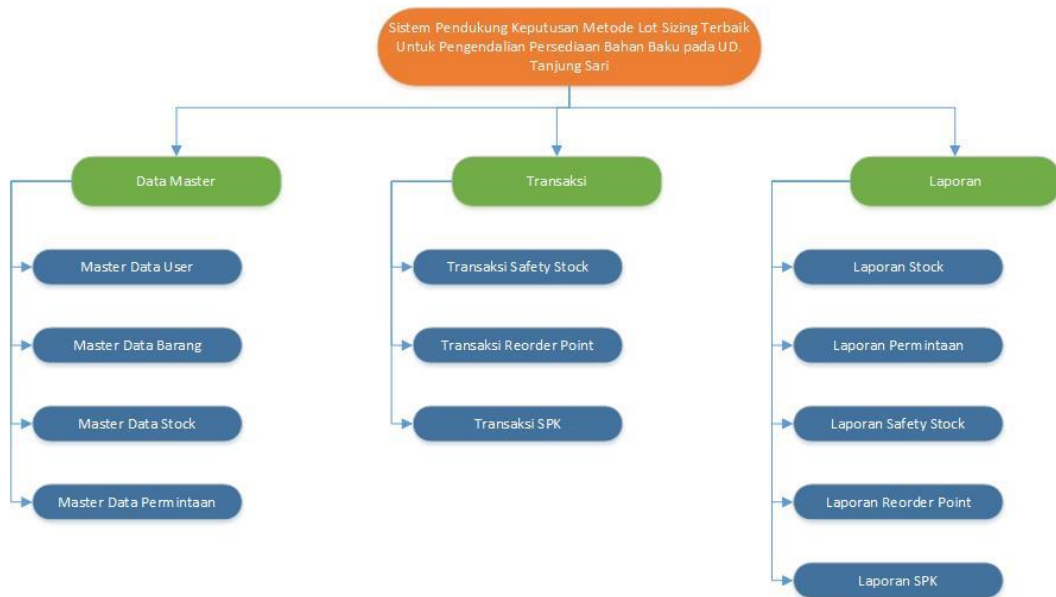 Sistem Pendukung Keputusan Metode Lot Sizing Terbaik
Untuk Pengendalian Persediaan Bahan Baku pada UD.
Tanjung Sari
Data Master
Transaksi
Laporan
Master Data User
Transaksi Safety Stock
Laporan Stock
Master Data Barang
Transaksi Reorder Point
Laporan Permintaan
Master Data Stock
Transaksi SPK
Laporan Safety Stock
Master Data Permintaan
Laporan Reorder Point
Laporan SPK